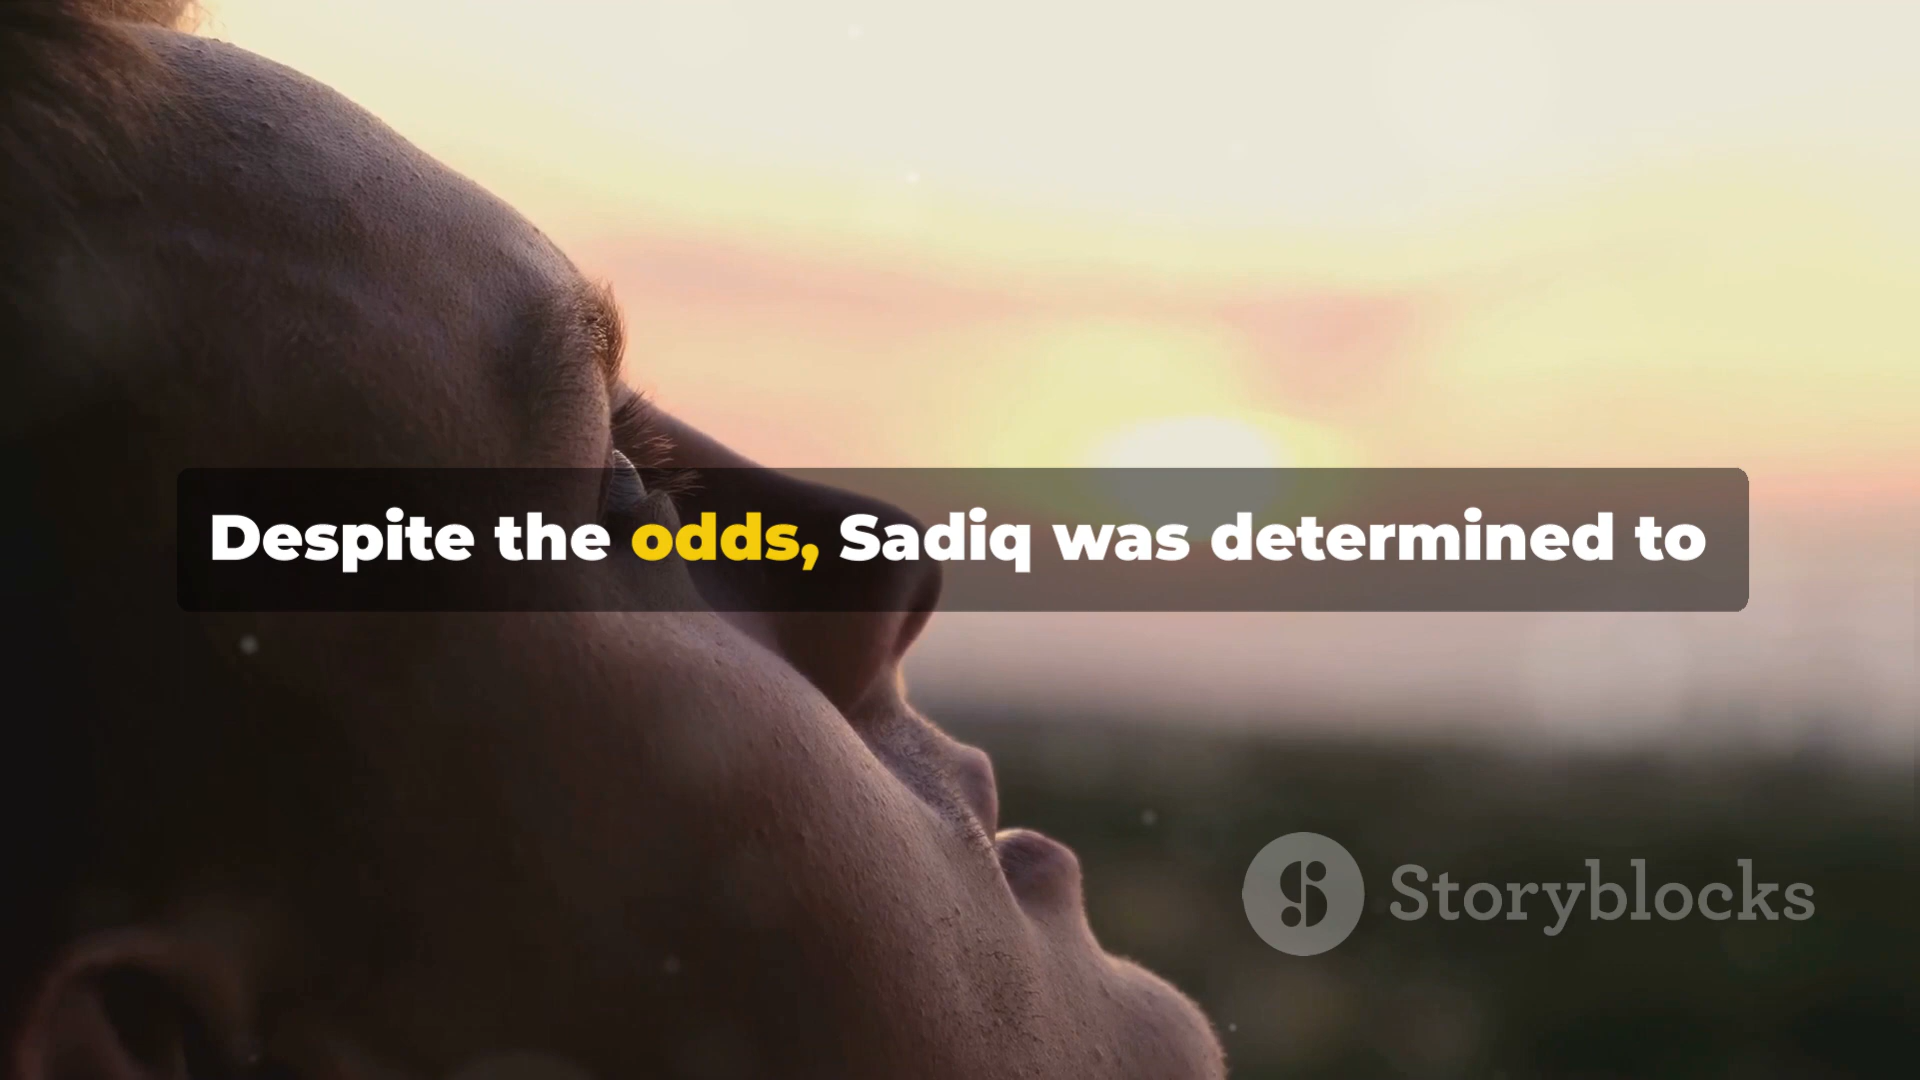 Despite the odds, Sadiq was determined to
Storyblocks